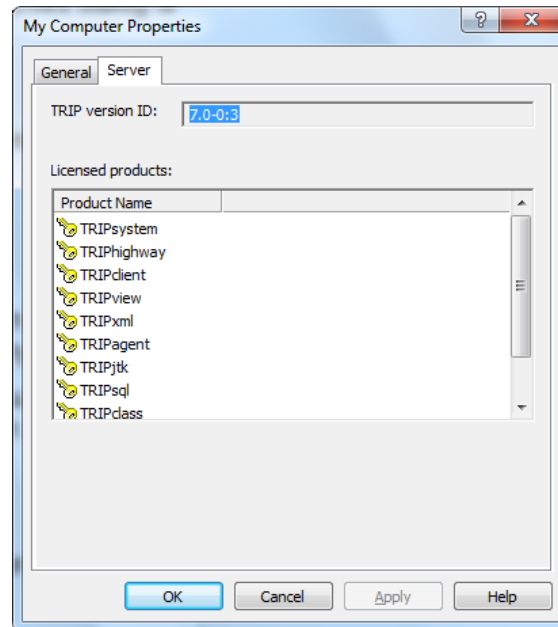 My Computer Properties
General
Server
TRIP version ID:
7.0-0:3
Licensed products:
Product Name
TRIPsystem
TRIPhighway
TRIPclient
TRIPview
TRIPxml
TRIPagent
TRIPjtk
TRIPsql
TRIPclass
OK
Cancel
Apply
Help